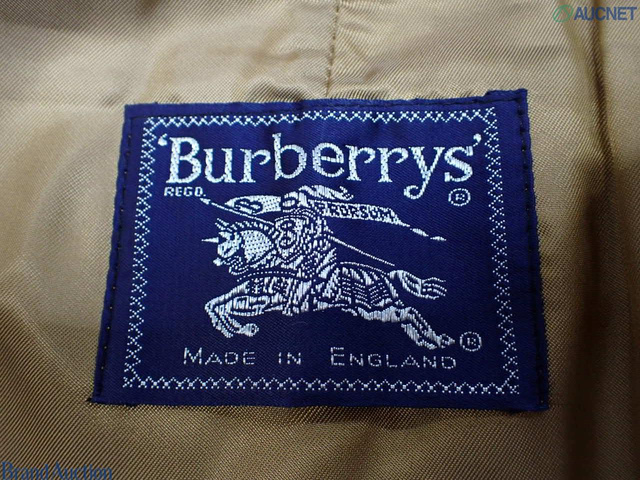 AUCNET
'Burberrys'
REGD. ®
PRORSUM
®
MADE IN ENGLAND
Brand Auction